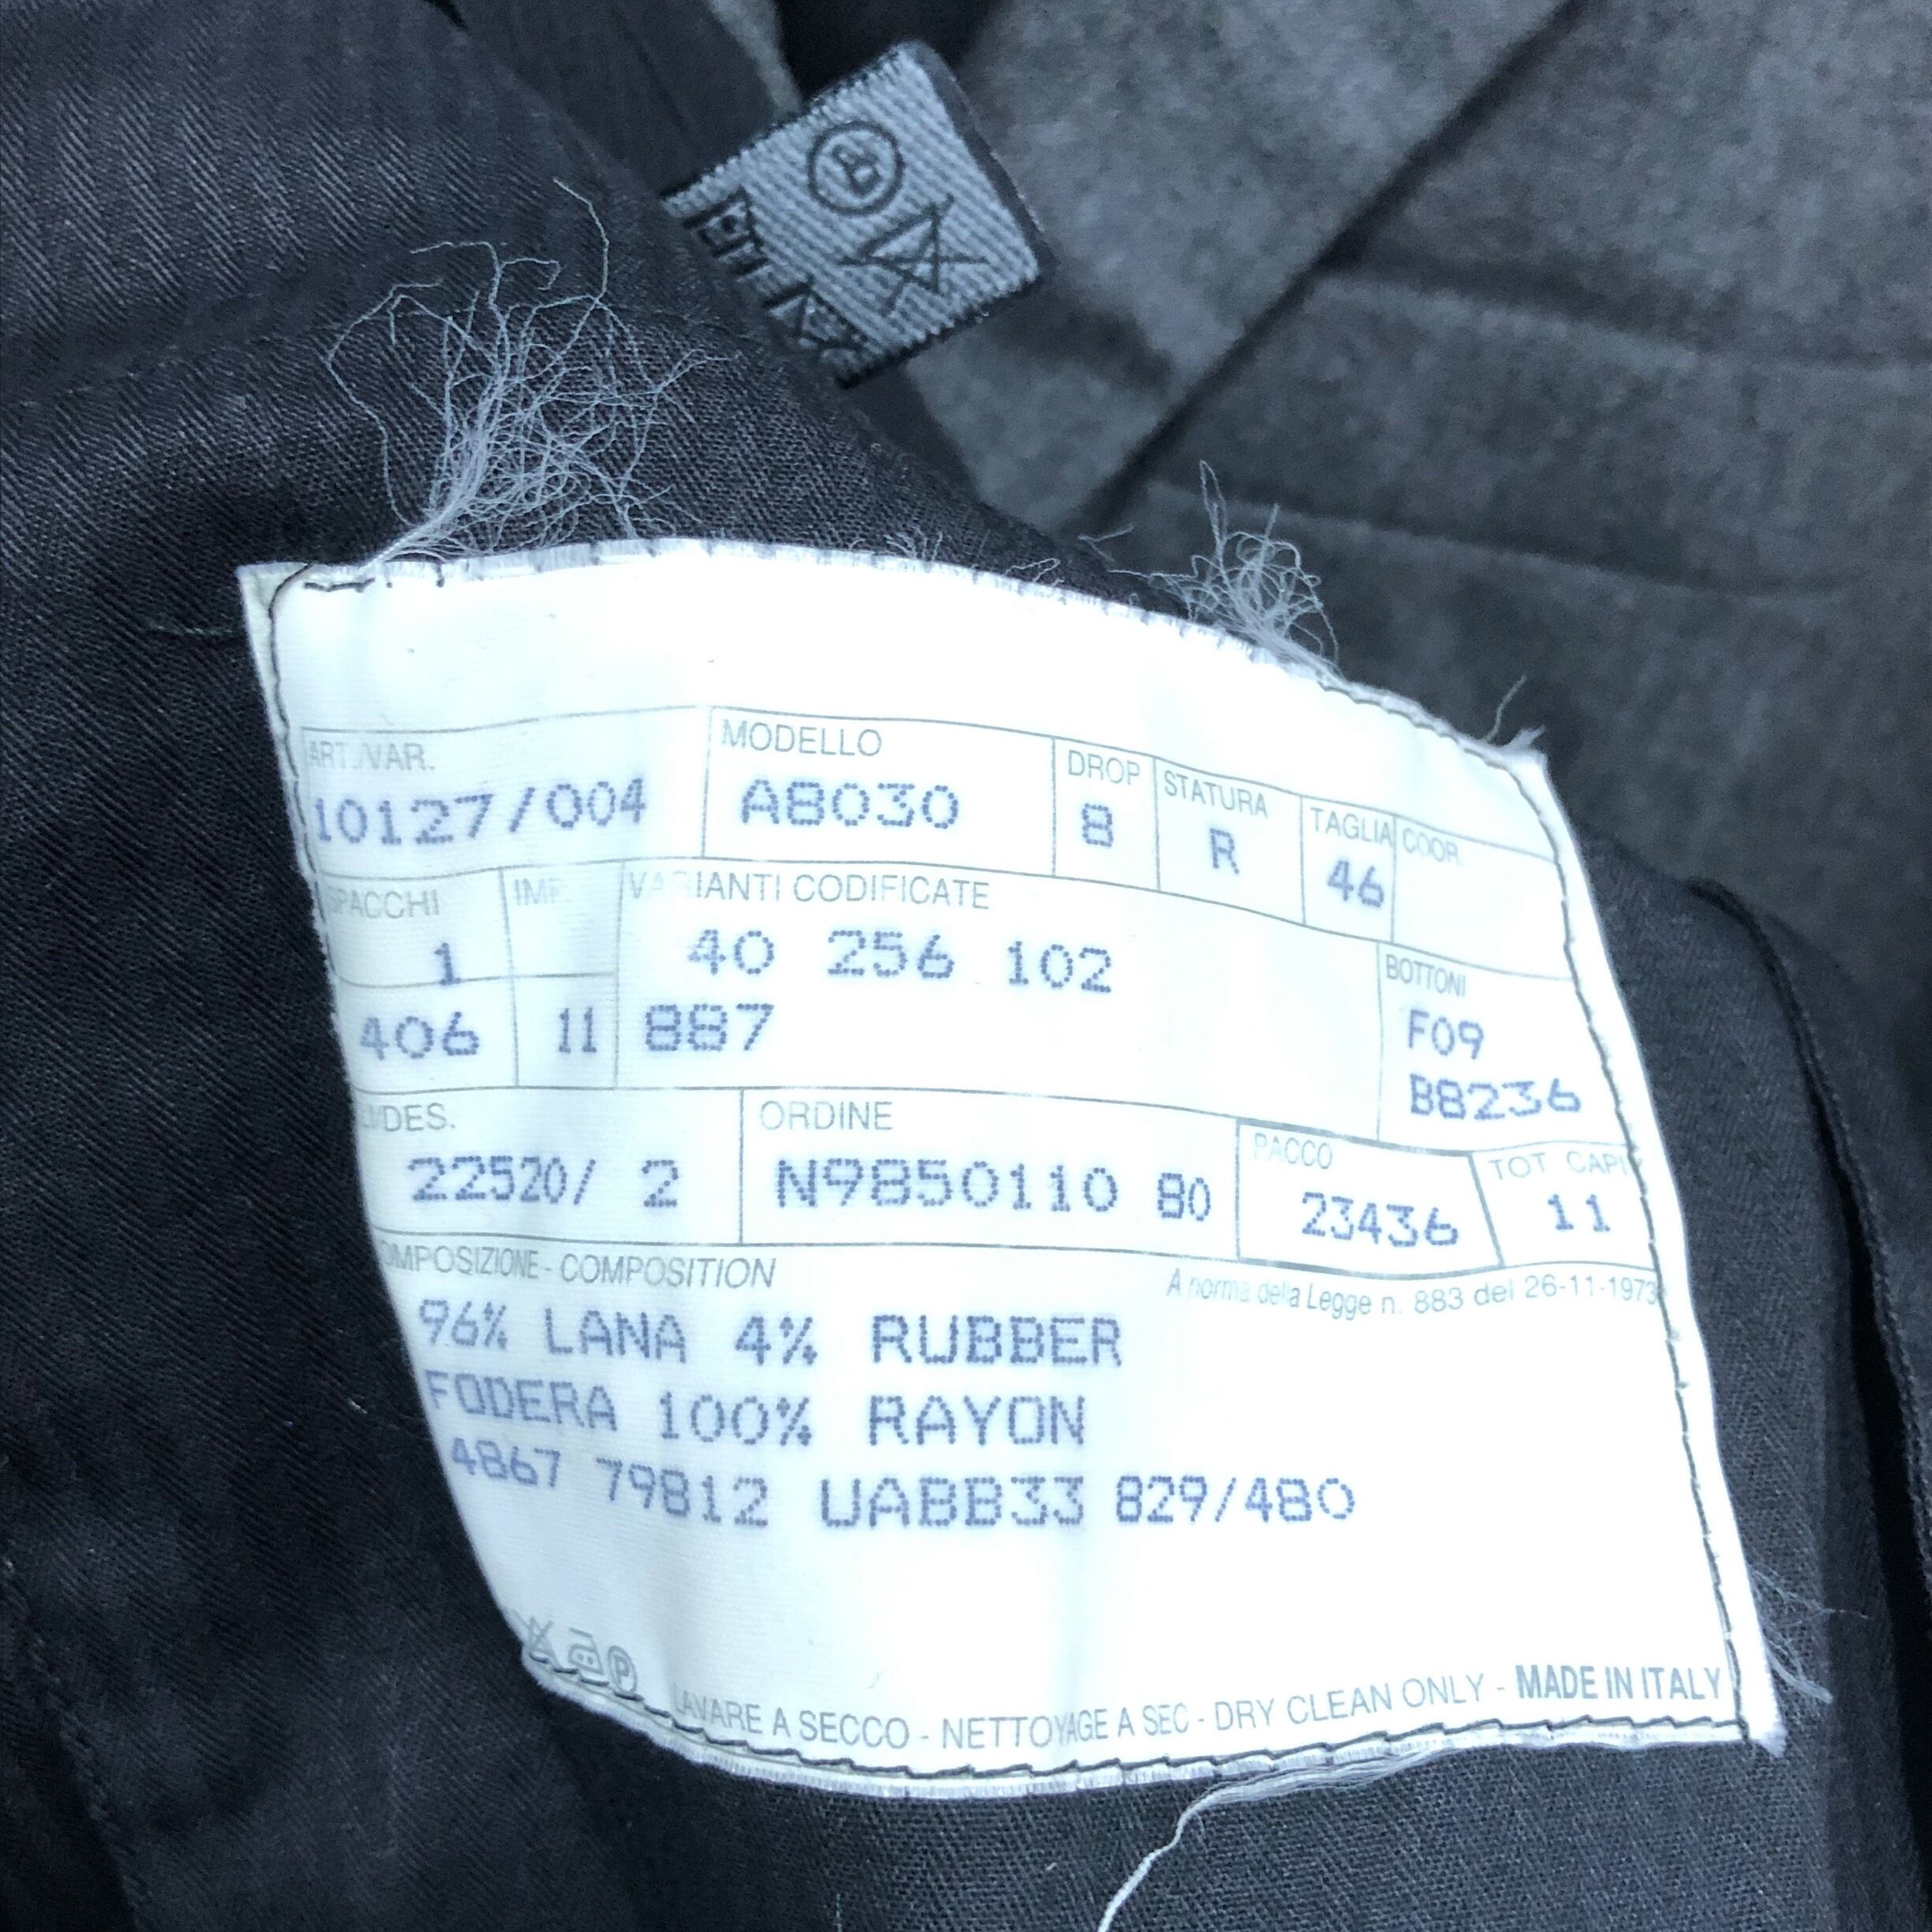 ART./VAR. MODELLO DROP STATURA TAGLIA COOR.
10127/004 A8030 8 R 46
SPACCHI IMP. VARIANTI CODIFICATE BOTTONI
1 40 256 102 F09
406 11 887 B8236
/DES. ORDINE PACCO TOT CAPI
22520/ 2 N9850110 80 23436 11
COMPOSIZIONE - COMPOSITION A norma della Legge n. 883 del 26-11-1973
96% LANA 4% RUBBER
FODERA 100% RAYON
4867 79812 UABB33 829/480
P
LAVARE A SECCO - NETTOYAGE A SEC - DRY CLEAN ONLY - MADE IN ITALY